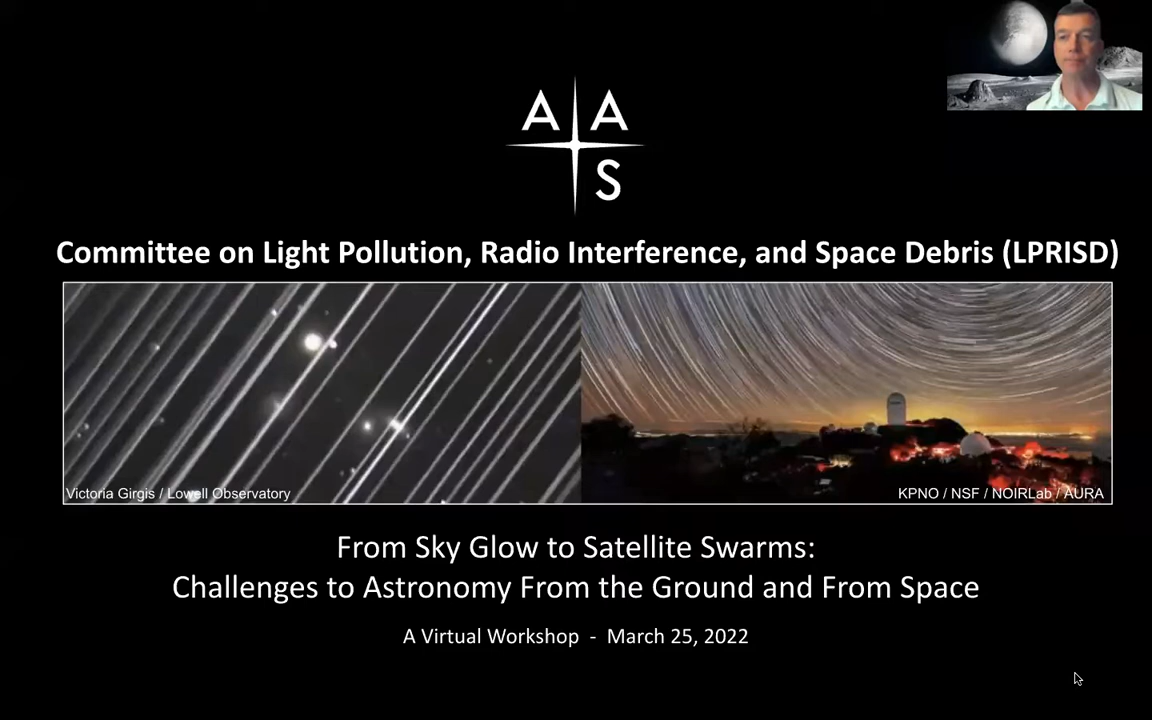 A A
S
Committee on Light Pollution, Radio Interference, and Space Debris (LPRISD)
Victoria Girgis / Lowell Observatory
KPNO / NSF / NOIRLab / AURA
From Sky Glow to Satellite Swarms:
Challenges to Astronomy From the Ground and From Space
A Virtual Workshop - March 25, 2022